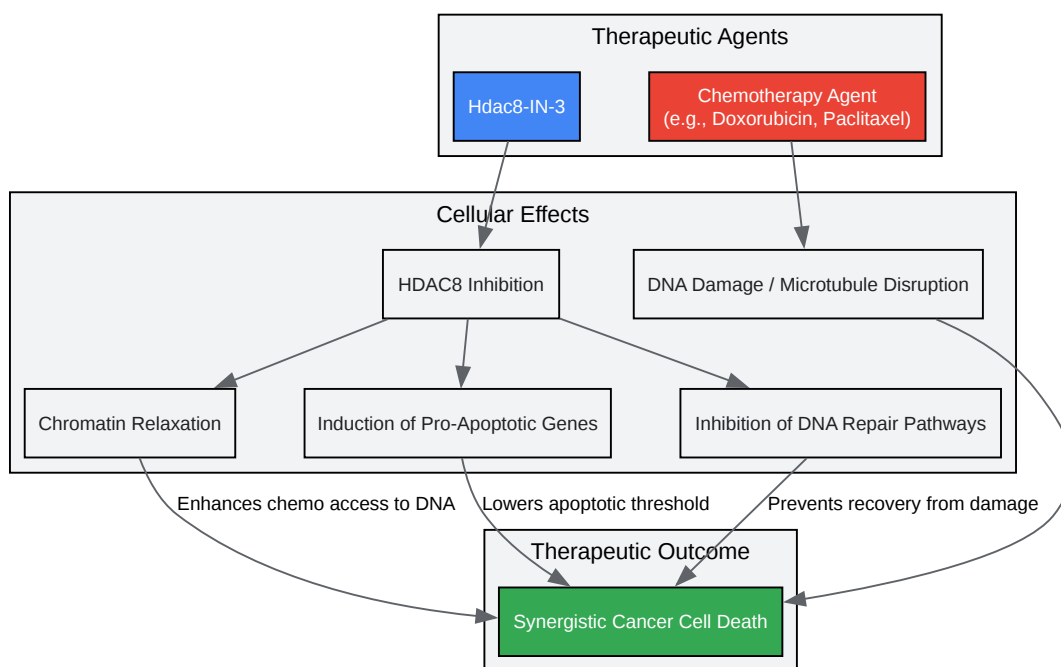 Therapeutic Agents
Hdac8-IN-3
Chemotherapy Agent
(e.g., Doxorubicin, Paclitaxel)
Cellular Effects
HDAC8 Inhibition
DNA Damage / Microtubule Disruption
Chromatin Relaxation
Induction of Pro-Apoptotic Genes
Inhibition of DNA Repair Pathways
Enhances chemo access to DNA
Lowers apoptotic threshold
Prevents recovery from damage
Therapeutic Outcome
Synergistic Cancer Cell Death